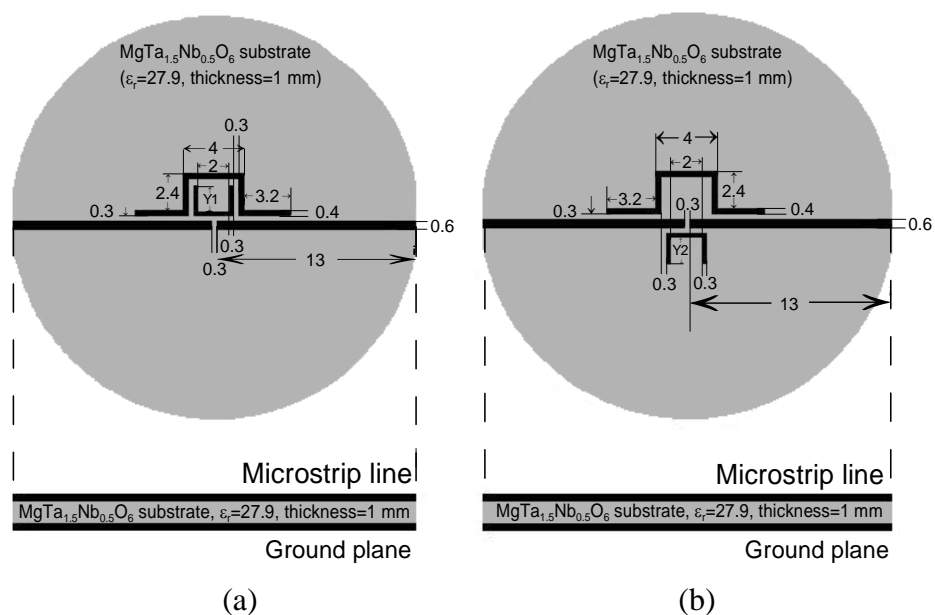 MgTa1.5Nb0.5O6 substrate
(εr=27.9, thickness=1 mm)
0.3
4
2
2.4
Y1
3.2
0.3
0.4
0.6
0.3
0.3
13
Microstrip line
MgTa1.5Nb0.5O6 substrate, εr=27.9, thickness=1 mm
Ground plane
(a)
MgTa1.5Nb0.5O6 substrate
(εr=27.9, thickness=1 mm)
4
2
2.4
3.2
0.3
0.3
0.4
0.6
Y2
0.3
0.3
13
Microstrip line
MgTa1.5Nb0.5O6 substrate, εr=27.9, thickness=1 mm
Ground plane
(b)